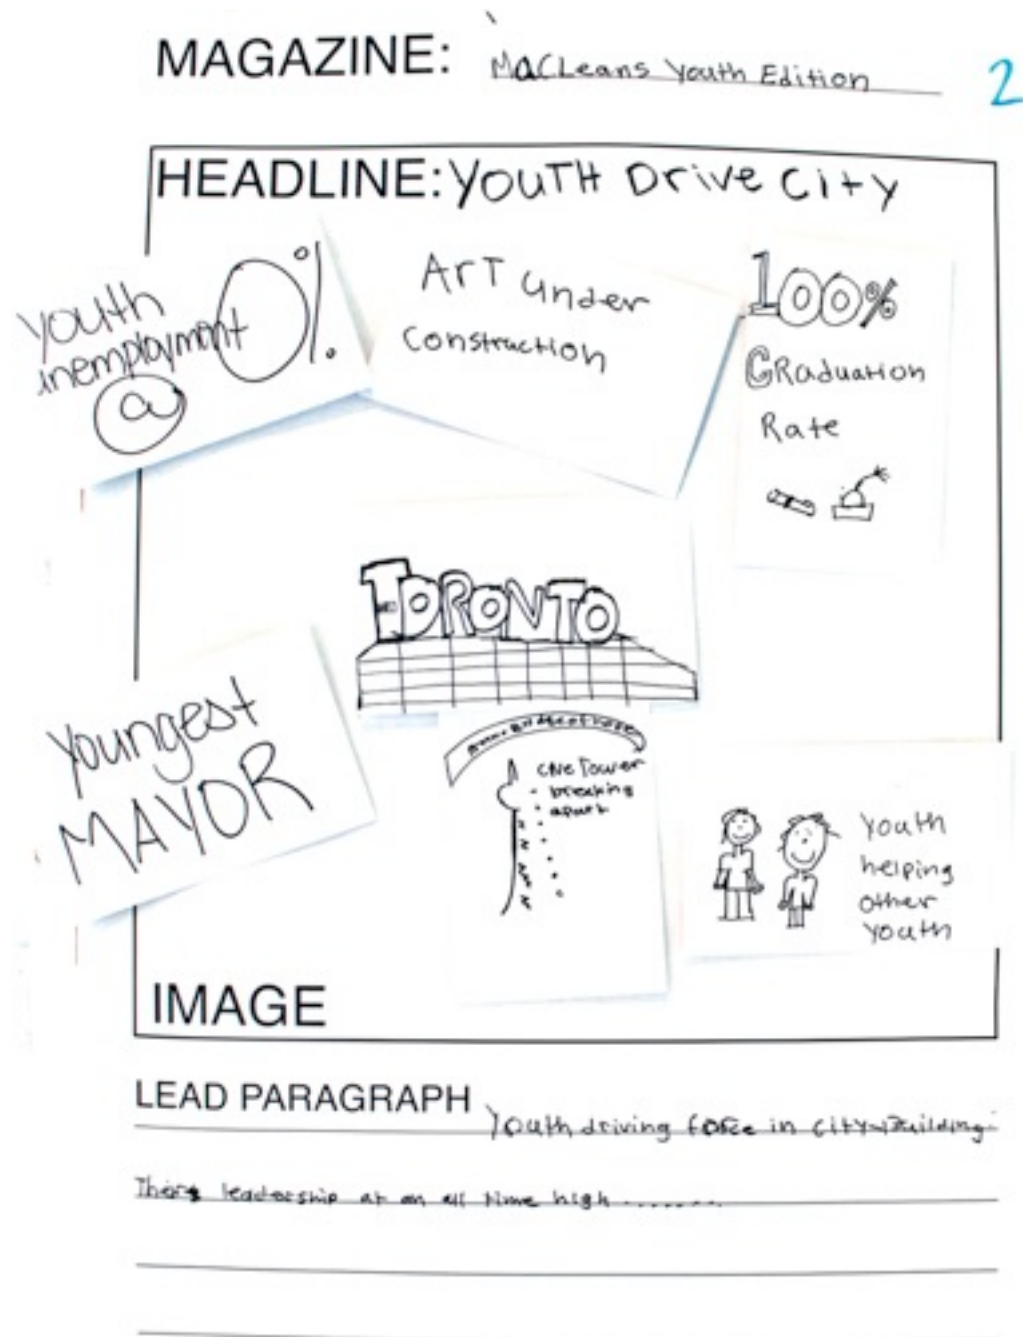 MAGAZINE: MacLeans Youth Edition
2
HEADLINE: YOUTH Drive City
Youth
unemployment
@ 0%
ArT under
Construction
100%
GRaduation
Rate
TORONTO
Youngest
MAYOR
CNE Tower
breaking
apart
Youth
helping
other
Youth
IMAGE
LEAD PARAGRAPH Youth driving force in city-Building.
leadership at an all time high .......